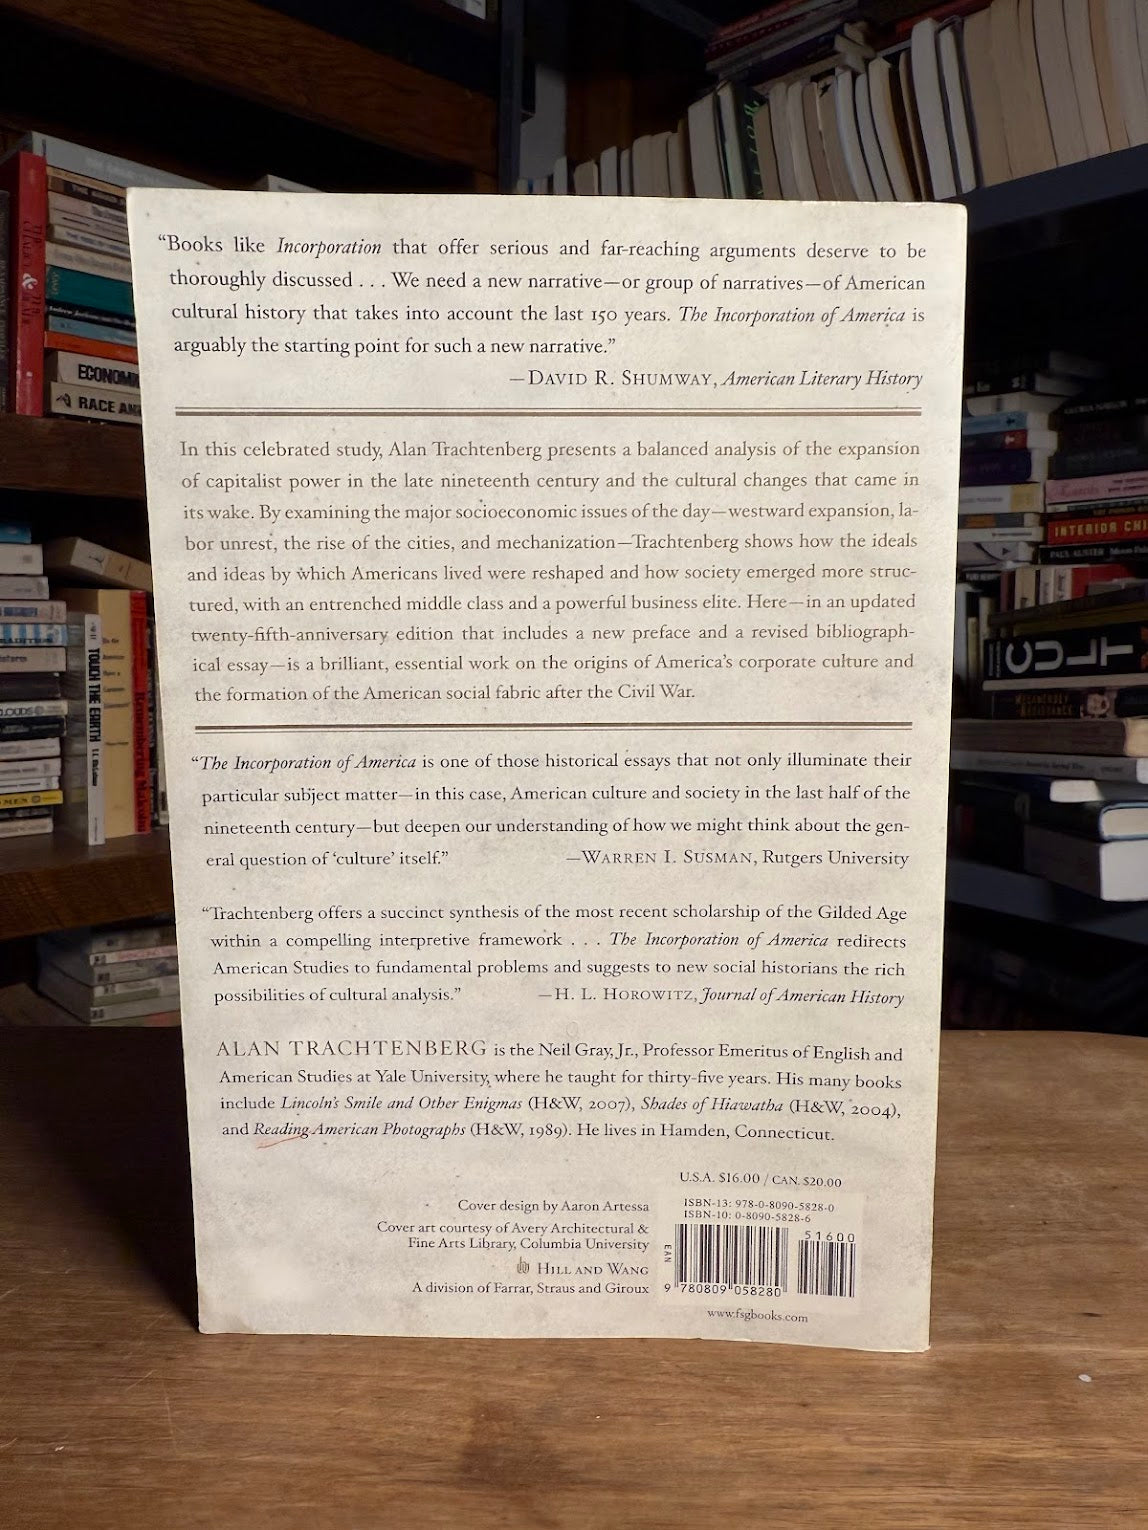 “Books like Incorporation that offer serious and far-reaching arguments deserve to be
thoroughly discussed . . . We need a new narrative—or group of narratives—of American
cultural history that takes into account the last 150 years. The Incorporation of America is
arguably the starting point for such a new narrative.”
—DAVID R. SHUMWAY, American Literary History
In this celebrated study, Alan Trachtenberg presents a balanced analysis of the expansion
of capitalist power in the late nineteenth century and the cultural changes that came in
its wake. By examining the major socioeconomic issues of the day—westward expansion, la-
bor unrest, the rise of the cities, and mechanization—Trachtenberg shows how the ideals
and ideas by which Americans lived were reshaped and how society emerged more struc-
tured, with an entrenched middle class and a powerful business elite. Here—in an updated
twenty-fifth-anniversary edition that includes a new preface and a revised bibliograph-
ical essay—is a brilliant, essential work on the origins of America’s corporate culture and
the formation of the American social fabric after the Civil War.
“The Incorporation of America is one of those historical essays that not only illuminate their
particular subject matter—in this case, American culture and society in the last half of the
nineteenth century—but deepen our understanding of how we might think about the gen-
eral question of ‘culture’ itself.” —WARREN I. SUSMAN, Rutgers University
“Trachtenberg offers a succinct synthesis of the most recent scholarship of the Gilded Age
within a compelling interpretive framework . . . The Incorporation of America redirects
American Studies to fundamental problems and suggests to new social historians the rich
possibilities of cultural analysis.” —H. L. HOROWITZ, Journal of American History
ALAN TRACHTENBERG is the Neil Gray, Jr., Professor Emeritus of English and
American Studies at Yale University, where he taught for thirty-five years. His many books
include Lincoln’s Smile and Other Enigmas (H&W, 2007), Shades of Hiawatha (H&W, 2004),
and Reading American Photographs (H&W, 1989). He lives in Hamden, Connecticut.
U.S.A. $16.00 / CAN. $20.00
Cover design by Aaron Artessa
Cover art courtesy of Avery Architectural &
Fine Arts Library, Columbia University
HILL AND WANG
A division of Farrar, Straus and Giroux
ISBN-13: 978-0-8090-5828-0
ISBN-10: 0-8090-5828-6
51600
EAN
9 780809 058280
www.fsgbooks.com
ECONOM
RACE AN
TOUCH THE EARTH
INTERIOR CHI
PAUL AUSTER
CULT